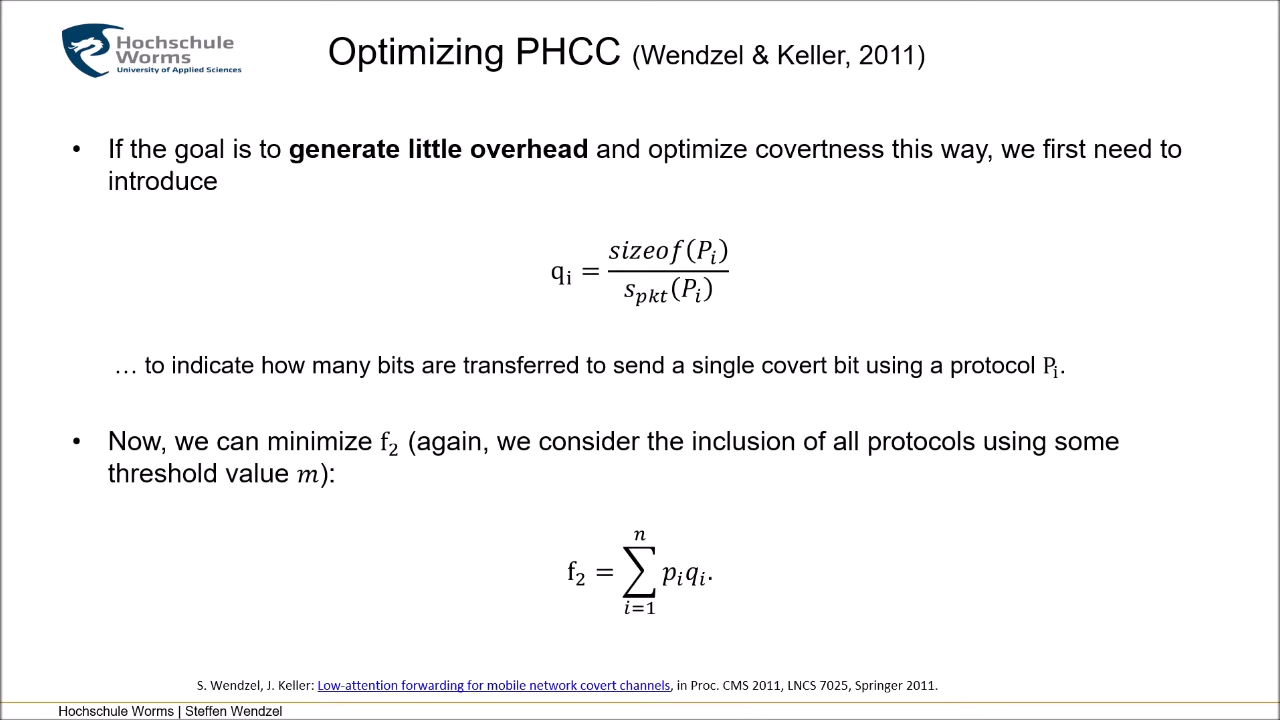 Hochschule
Worms
University of Applied Sciences
Optimizing PHCC (Wendzel & Keller, 2011)
• If the goal is to generate little overhead and optimize covertness this way, we first need to
introduce
qᵢ = sizeof(Pᵢ) / sₚₖₜ(Pᵢ)
… to indicate how many bits are transferred to send a single covert bit using a protocol Pᵢ.
• Now, we can minimize f₂ (again, we consider the inclusion of all protocols using some
threshold value m):
f₂ = ∑ⁿᵢ₌₁ pᵢqᵢ.
S. Wendzel, J. Keller: Low-attention forwarding for mobile network covert channels, in Proc. CMS 2011, LNCS 7025, Springer 2011.
Hochschule Worms | Steffen Wendzel